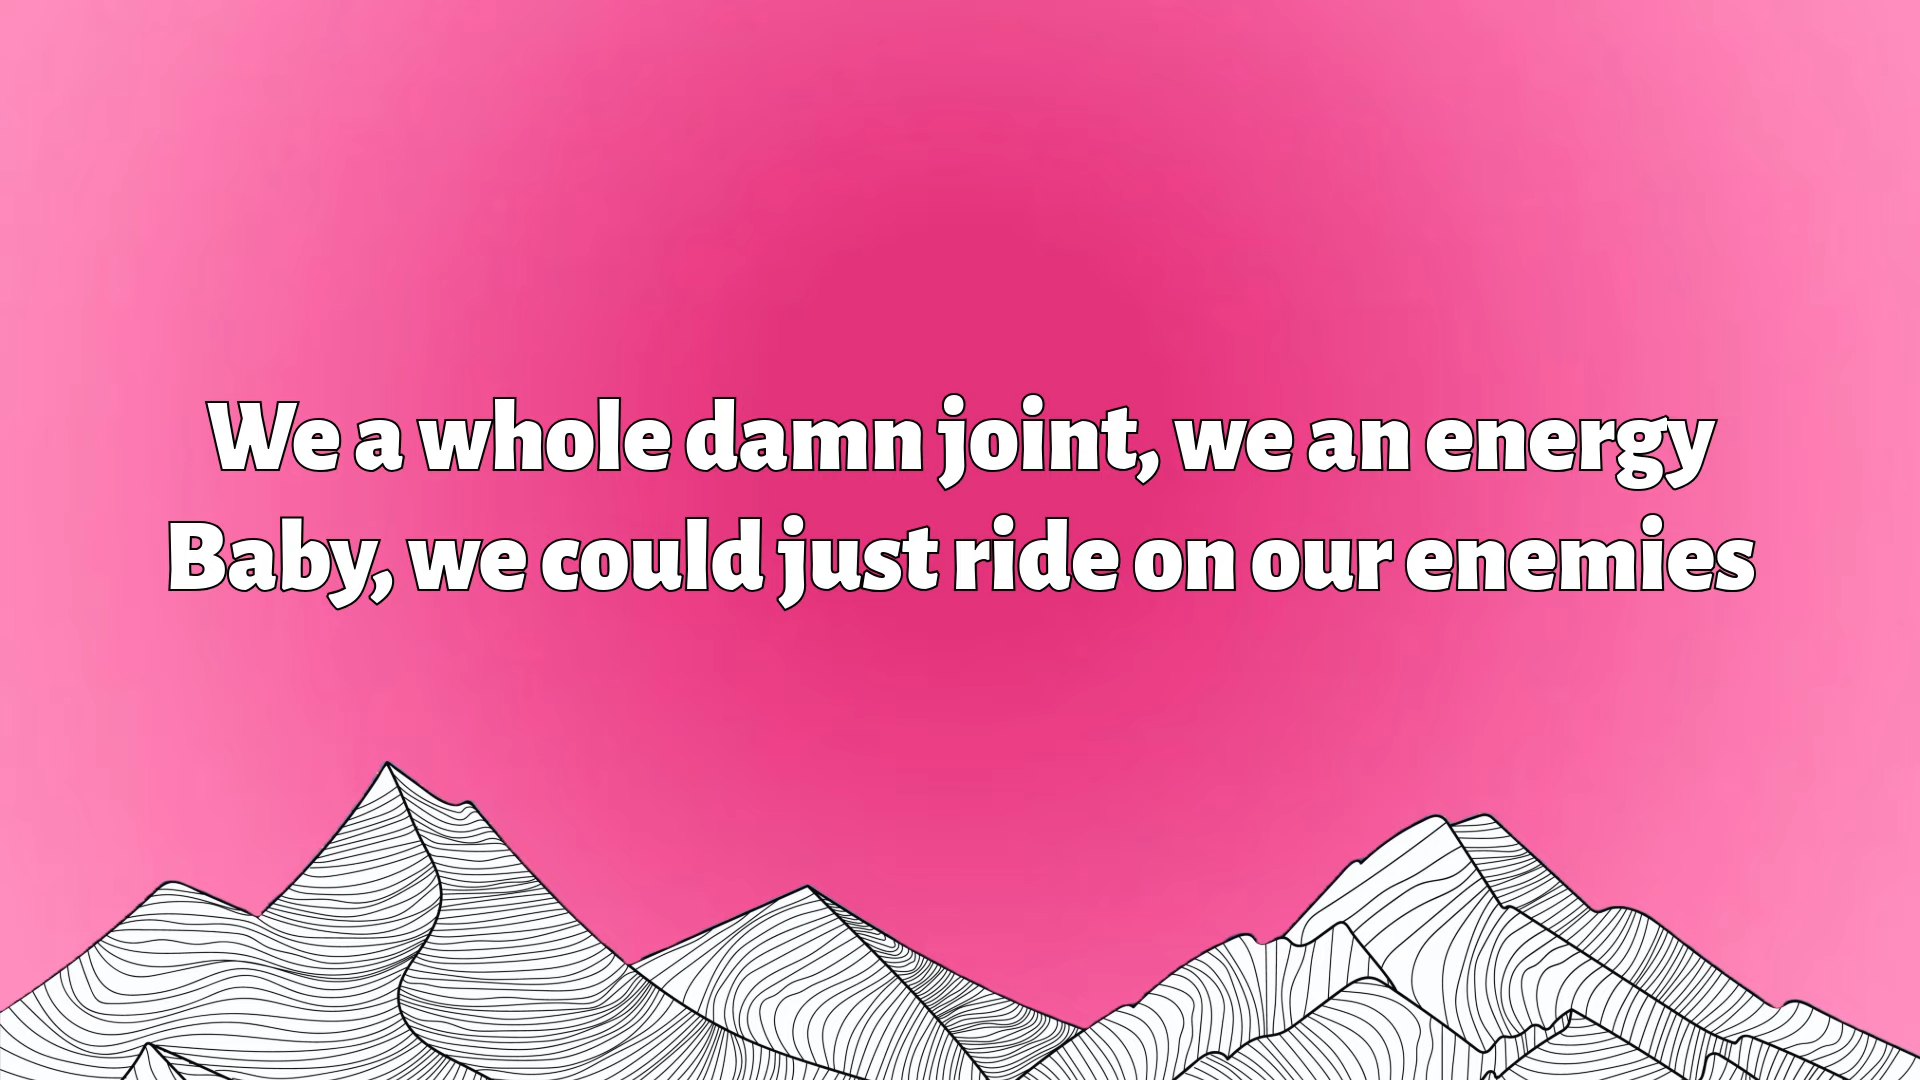 We a whole damn joint, we an energy
Baby, we could just ride on our enemies